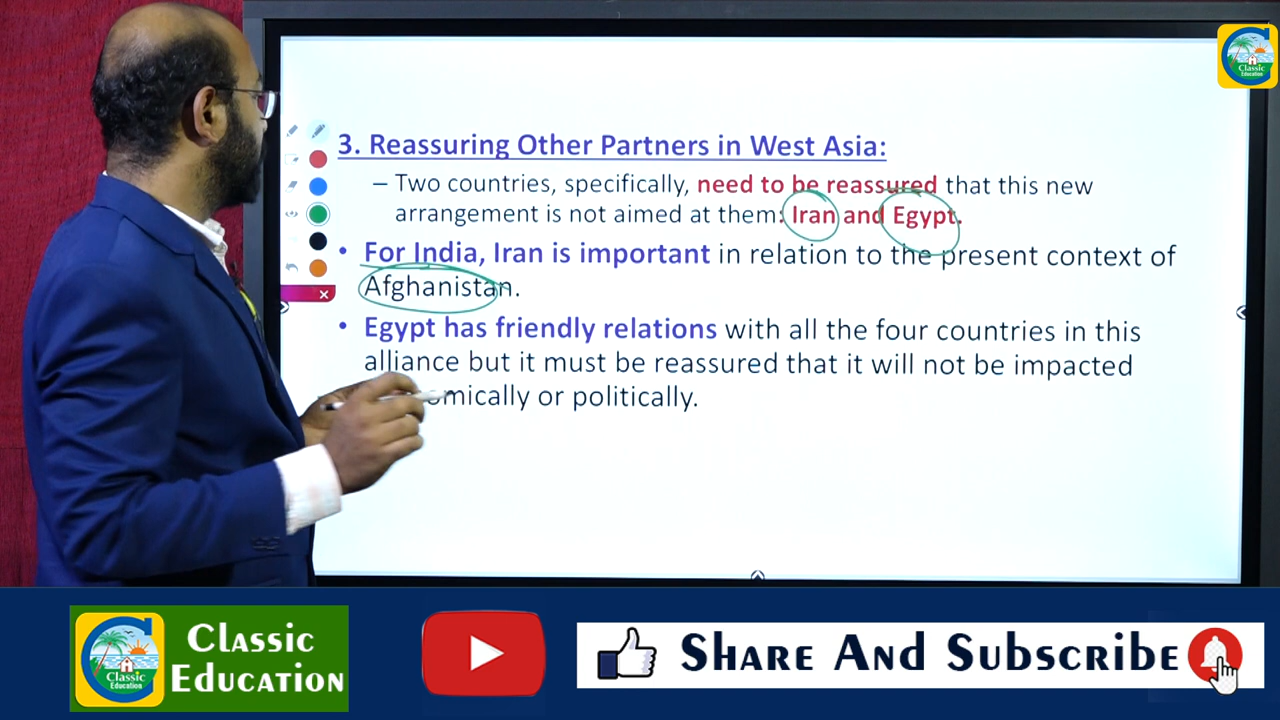 Classic
Education
3. Reassuring Other Partners in West Asia:
– Two countries, specifically, need to be reassured that this new
arrangement is not aimed at them: Iran and Egypt.
• For India, Iran is important in relation to the present context of
Afghanistan.
• Egypt has friendly relations with all the four countries in this
alliance but it must be reassured that it will not be impacted
or politically.
Classic
Education
Classic
Education
Share And Subscribe